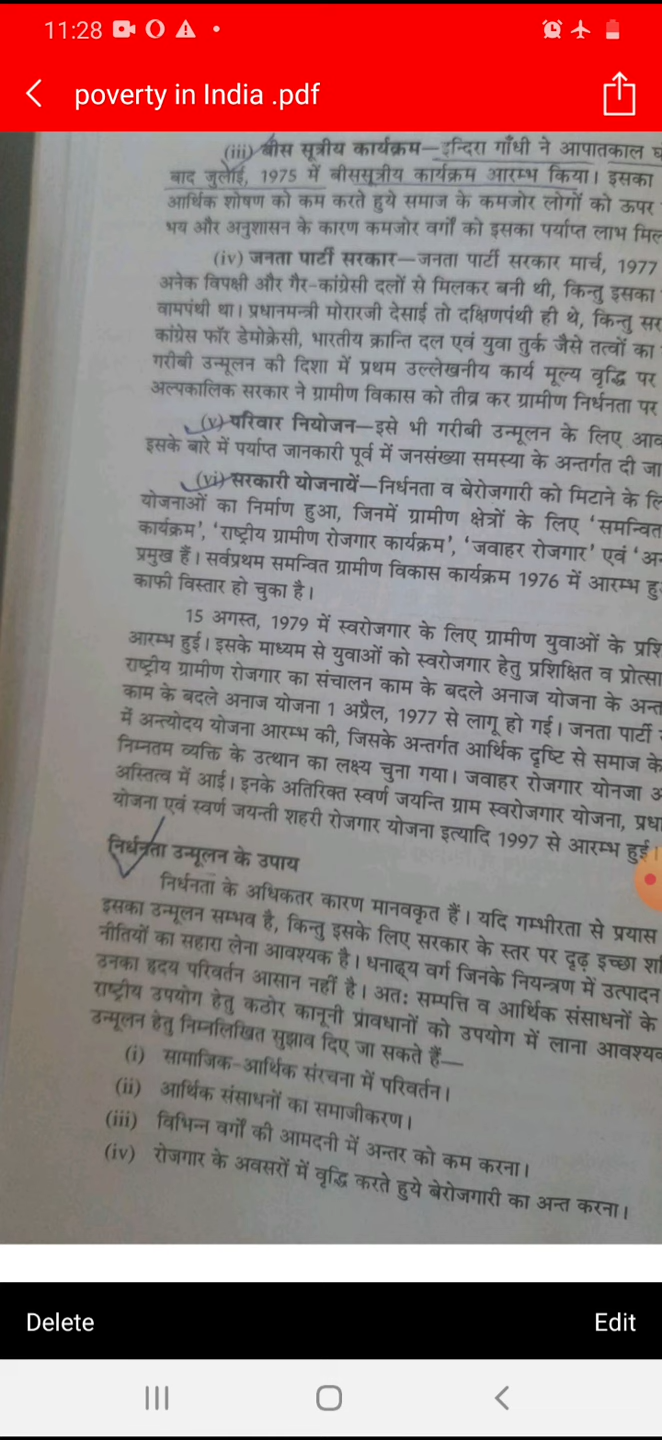 11:28
poverty in India .pdf
(iii) बीस सूत्रीय कार्यक्रम—इन्दिरा गाँधी ने आपातकाल
बाद जुलाई, 1975 में बीससूत्रीय कार्यक्रम आरम्भ किया। इसका
आर्थिक शोषण को कम करते हुये समाज के कमजोर लोगों को ऊपर
भय और अनुशासन के कारण कमजोर वर्गों को इसका पर्याप्त लाभ
(iv) जनता पार्टी सरकार—जनता पार्टी सरकार मार्च, 1977
अनेक विपक्षी और गैर-कांग्रेसी दलों से मिलकर बनी थी, किन्तु इसका
वामपंथी था। प्रधानमन्त्री मोरारजी देसाई तो दक्षिणपंथी ही थे, किन्तु
कांग्रेस फॉर डेमोक्रेसी, भारतीय क्रान्ति दल एवं युवा तुर्क जैसे तत्वों का
गरीबी उन्मूलन की दिशा में प्रथम उल्लेखनीय कार्य मूल्य वृद्धि पर
अल्पकालिक सरकार ने ग्रामीण विकास को तीव्र कर ग्रामीण निर्धनता पर
(v) परिवार नियोजन—इसे भी गरीबी उन्मूलन के लिए
इसके बारे में पर्याप्त जानकारी पूर्व में जनसंख्या समस्या के अन्तर्गत दी जा
(vi) सरकारी योजनायें—निर्धनता व बेरोजगारी को मिटाने के
योजनाओं का निर्माण हुआ, जिनमें ग्रामीण क्षेत्रों के लिए ‘समन्वित
कार्यक्रम’, ‘राष्ट्रीय ग्रामीण रोजगार कार्यक्रम’, ‘जवाहर रोजगार’ एवं
प्रमुख हैं। सर्वप्रथम समन्वित ग्रामीण विकास कार्यक्रम 1976 में आरम्भ
काफी विस्तार हो चुका है।
15 अगस्त, 1979 में स्वरोजगार के लिए ग्रामीण युवाओं के
आरम्भ हुई। इसके माध्यम से युवाओं को स्वरोजगार हेतु प्रशिक्षित व
राष्ट्रीय ग्रामीण रोजगार का संचालन काम के बदले अनाज योजना के
काम के बदले अनाज योजना 1 अप्रैल, 1977 से लागू हो गई। जनता पार्टी
में अन्त्योदय योजना आरम्भ की, जिसके अन्तर्गत आर्थिक दृष्टि से समाज के
निम्नतम व्यक्ति के उत्थान का लक्ष्य चुना गया। जवाहर रोजगार योनजा
अस्तित्व में आई। इनके अतिरिक्त स्वर्ण जयन्ति ग्राम स्वरोजगार योजना,
योजना एवं स्वर्ण जयन्ती शहरी रोजगार योजना इत्यादि 1997 से आरम्भ हुई।
निर्धनता उन्मूलन के उपाय
निर्धनता के अधिकतर कारण मानवकृत हैं। यदि गम्भीरता से प्रयास
इसका उन्मूलन सम्भव है, किन्तु इसके लिए सरकार के स्तर पर दृढ़ इच्छा
नीतियों का सहारा लेना आवश्यक है। धनाढ्य वर्ग जिनके नियन्त्रण में उत्पादन
उनका हृदय परिवर्तन आसान नहीं है। अत: सम्पत्ति व आर्थिक संसाधनों के
राष्ट्रीय उपयोग हेतु कठोर कानूनी प्रावधानों को उपयोग में लाना
उन्मूलन हेतु निम्नलिखित सुझाव दिए जा सकते हैं—
(i) सामाजिक-आर्थिक संरचना में परिवर्तन।
(ii) आर्थिक संसाधनों का समाजीकरण।
(iii) विभिन्न वर्गों की आमदनी में अन्तर को कम करना।
(iv) रोजगार के अवसरों में वृद्धि करते हुये बेरोजगारी का अन्त करना।
Delete
Edit